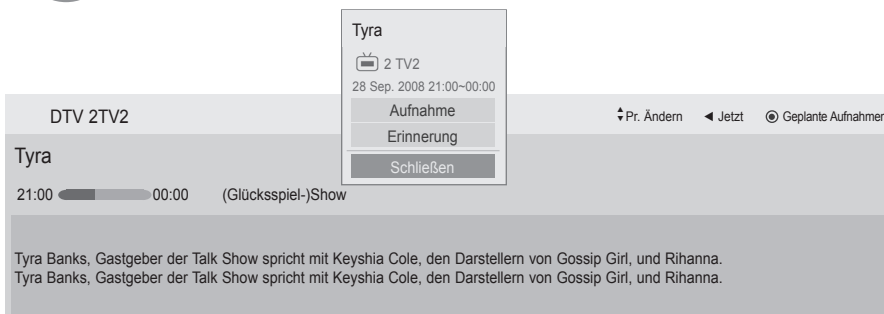 Tyra
2 TV2
28 Sep. 2008 21:00~00:00
Aufnahme
Erinnerung
Schließen
DTV 2TV2
Pr. Ändern
Jetzt
Geplante Aufnahmen
Tyra
21:00
00:00
(Glücksspiel-)Show
Tyra Banks, Gastgeber der Talk Show spricht mit Keyshia Cole, den Darstellern von Gossip Girl, und Rihanna.
Tyra Banks, Gastgeber der Talk Show spricht mit Keyshia Cole, den Darstellern von Gossip Girl, und Rihanna.